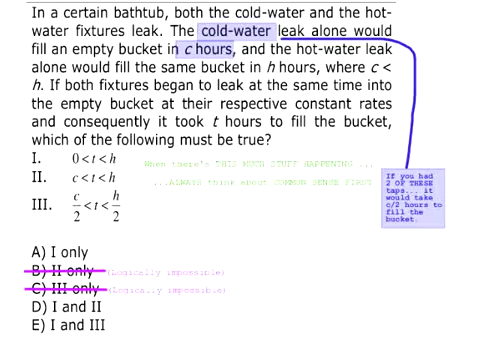 In a certain bathtub, both the cold-water and the hot-
water fixtures leak. The cold-water leak alone would
fill an empty bucket in c hours, and the hot-water leak
alone would fill the same bucket in h hours, where c <
h. If both fixtures began to leak at the same time into
the empty bucket at their respective constant rates
and consequently it took t hours to fill the bucket,
which of the following must be true?
I. 0 < t < h
When there's THIS MUCH STUFF HAPPENING ...
II. c < t < h
...ALWAYS think about COMMON SENSE FIRST
III. c/2 < t < h/2
If you had
2 OF THESE
taps... it
would take
c/2 hours to
fill the
bucket.
A) I only
B) II only (Logically impossible)
C) III only (Logically impossible)
D) I and II
E) I and III